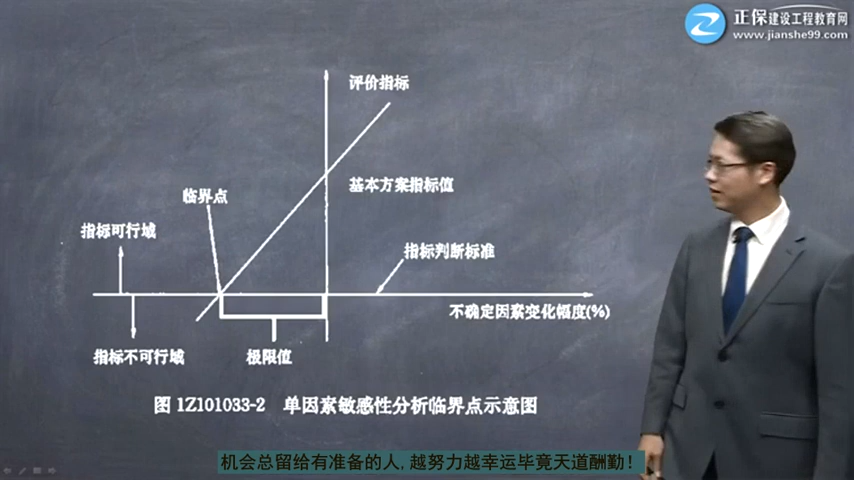 正保建设工程教育网
www.jianshe99.com
评价指标
基本方案指标值
临界点
指标可行域
指标判断标准
不确定因素变化幅度(%)
指标不可行域
极限值
图 1Z101033-2 单因素敏感性分析临界点示意图
机会总留给有准备的人,越努力越幸运毕竟天道酬勤!